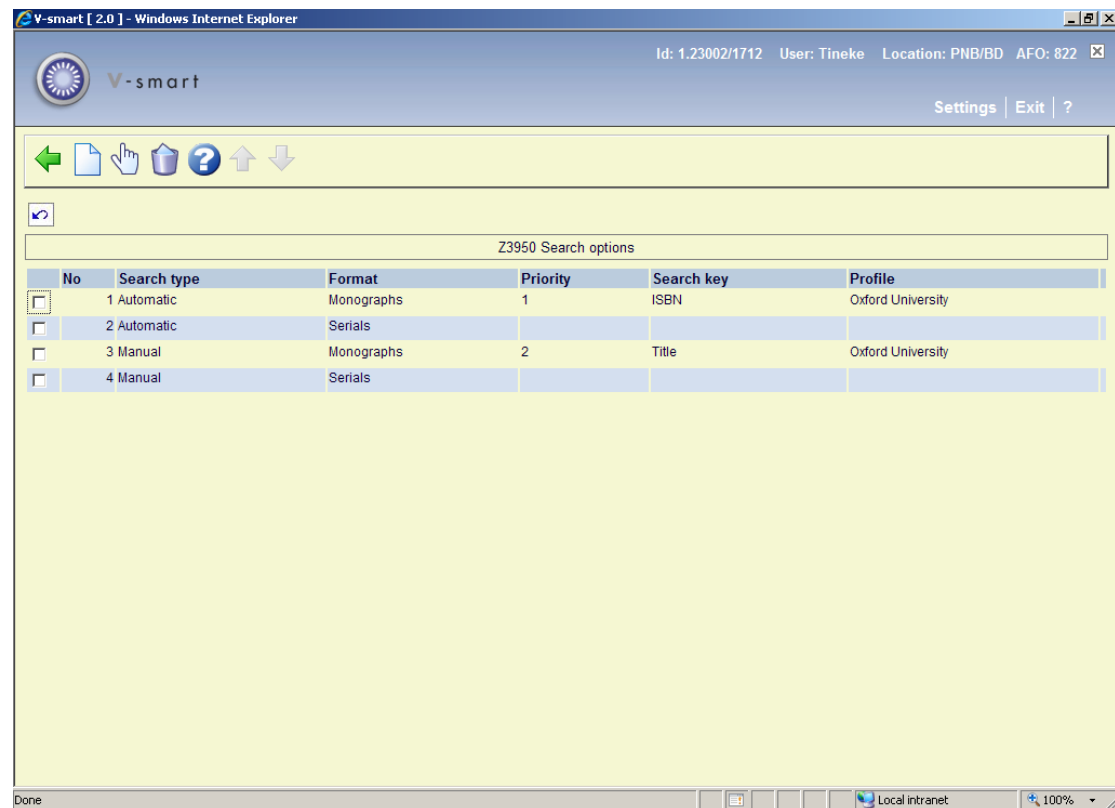 V-smart [ 2.0 ] - Windows Internet Explorer
Id: 1.23002/1712 User: Tineke Location: PNB/BD AFO: 822
V-smart
Settings | Exit | ?
Z3950 Search options
No Search type Format Priority Search key Profile
1 Automatic Monographs 1 ISBN Oxford University
2 Automatic Serials
3 Manual Monographs 2 Title Oxford University
4 Manual Serials
Done Local intranet 100%